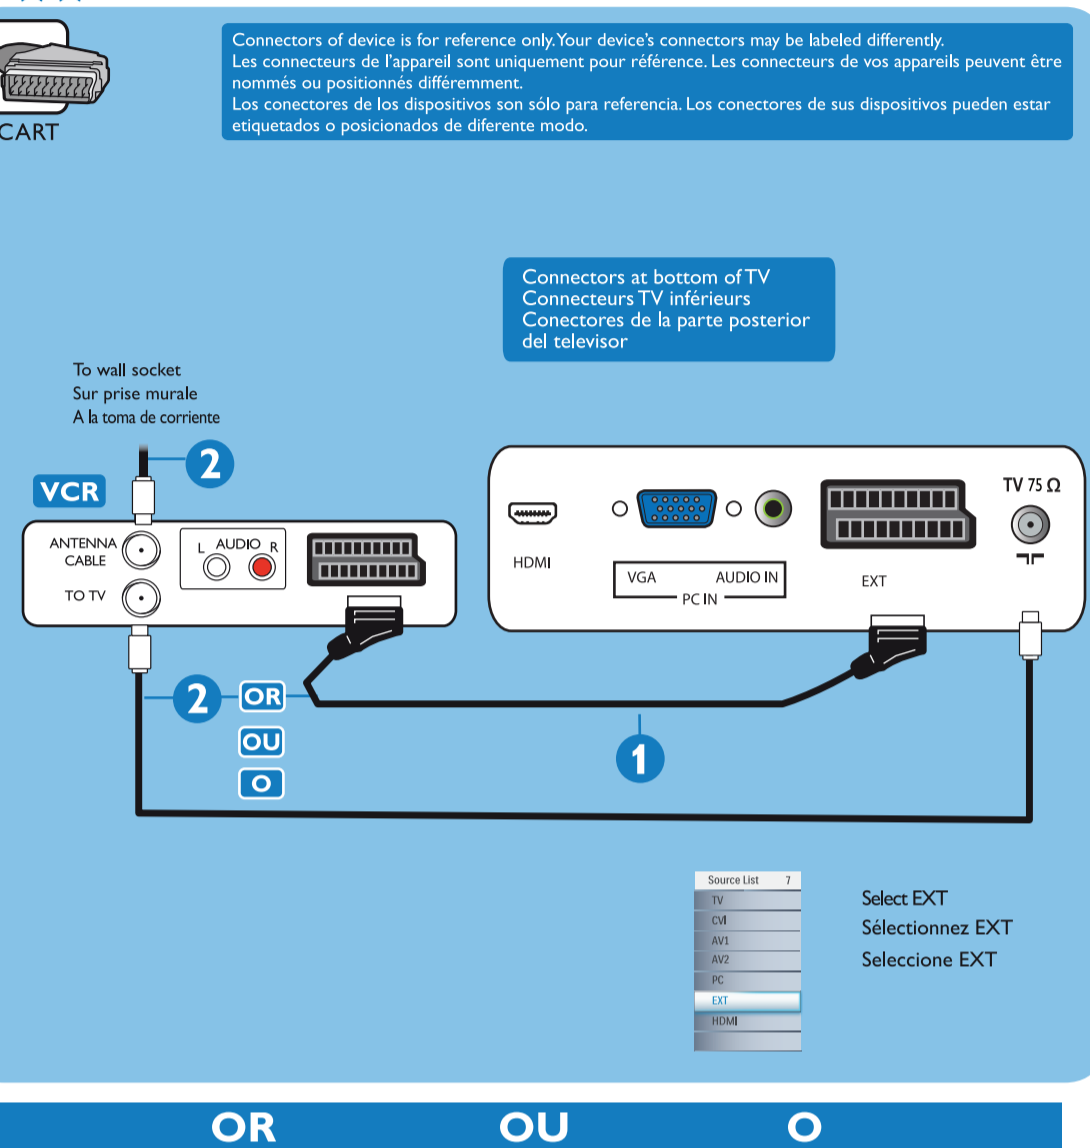 Connectors of device is for reference only. Your device's connectors may be labeled differently.
Les connecteurs de l'appareil sont uniquement pour référence. Les connecteurs de vos appareils peuvent être
nommés ou positionnés différemment.
Los conectores de los dispositivos son sólo para referencia. Los conectores de sus dispositivos pueden estar
etiquetados o posicionados de diferente modo.
CART
Connectors at bottom of TV
Connecteurs TV inférieurs
Conectores de la parte posterior
del televisor
To wall socket
Sur prise murale
A la toma de corriente
2
VCR
ANTENNA
CABLE
TO TV
L AUDIO R
HDMI
VGA AUDIO IN
PC IN
EXT
TV 75 Ω
2
OR
OU
O
1
Source List 7
TV
CVI
AV1
AV2
PC
EXT
HDMI
Select EXT
Sélectionnez EXT
Seleccione EXT
OR OU O